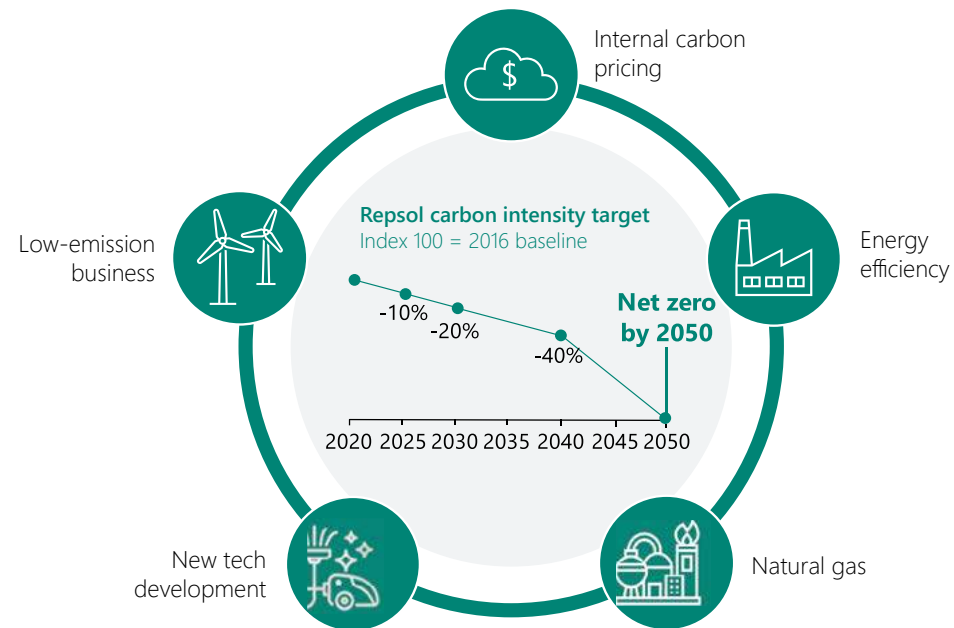 Internal carbon
pricing
$
Repsol carbon intensity target
Index 100 = 2016 baseline
Low-emission
business
Energy
efficiency
Net zero
by 2050
-10%
-20%
-40%
2020 2025 2030 2035 2040 2045 2050
New tech
development
Natural gas